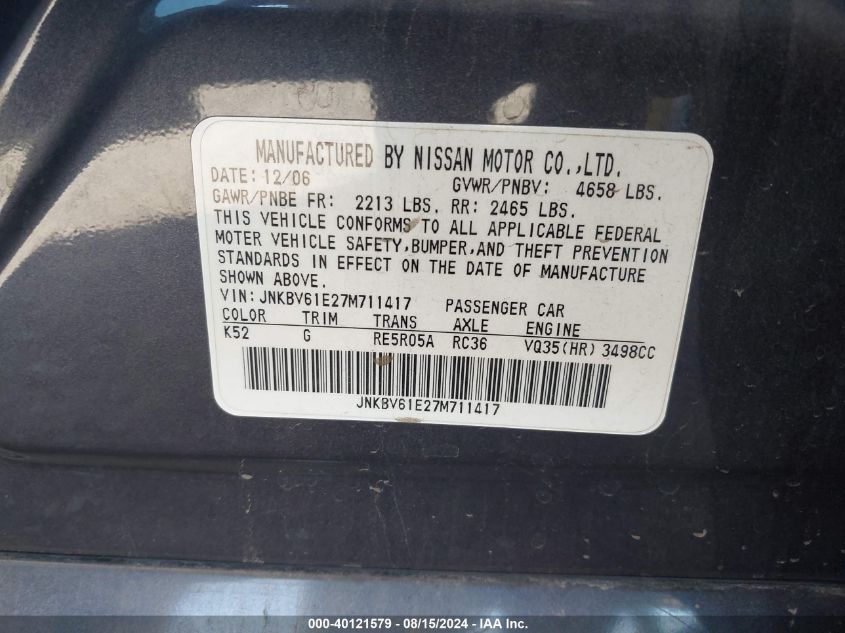 MANUFACTURED BY NISSAN MOTOR CO.,LTD.
DATE: 12/06 GVWR/PNBV: 4658 LBS.
GAWR/PNBE FR: 2213 LBS. RR: 2465 LBS.
THIS VEHICLE CONFORMS TO ALL APPLICABLE FEDERAL
MOTER VEHICLE SAFETY,BUMPER,AND THEFT PREVENTION
STANDARDS IN EFFECT ON THE DATE OF MANUFACTURE
SHOWN ABOVE.
VIN: JNKBV61E27M711417 PASSENGER CAR
COLOR TRIM TRANS AXLE ENGINE
K52 G RE5R05A RC36 VQ35(HR) 3498CC
JNKBV61E27M711417
000-40121579 - 08/15/2024 - IAAI.com